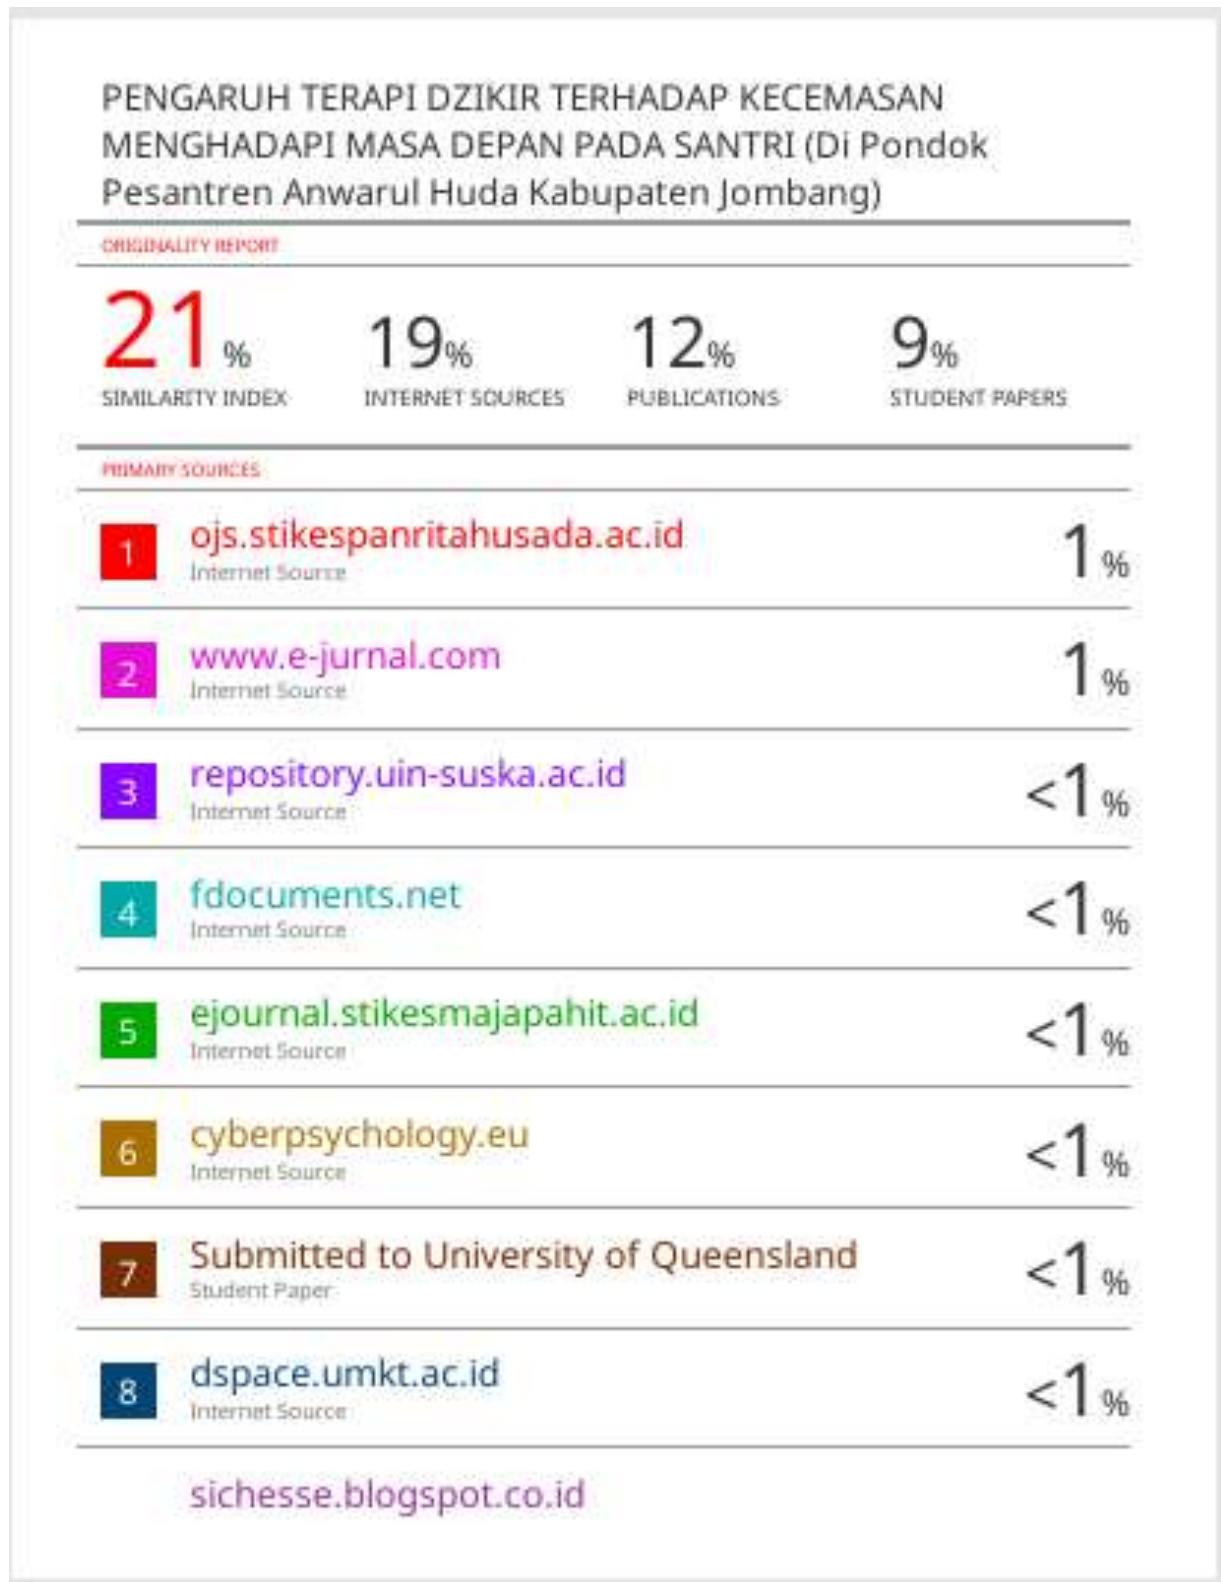 PENGARUH TERAPI DZIKIR TERHADAP KECEMASAN
MENGHADAPI MASA DEPAN PADA SANTRI (Di Pondok
Pesantren Anwarul Huda Kabupaten Jombang)
ORIGINALITY REPORT
21% 19% 12% 9%
SIMILARITY INDEX INTERNET SOURCES PUBLICATIONS STUDENT PAPERS
PRIMARY SOURCES
1 ojs.stikespanritahusada.ac.id 1%
Internet Source
2 www.e-jurnal.com 1%
Internet Source
3 repository.uin-suska.ac.id <1%
Internet Source
4 fdocuments.net <1%
Internet Source
5 ejournal.stikesmajapahit.ac.id <1%
Internet Source
6 cyberpsychology.eu <1%
Internet Source
7 Submitted to University of Queensland <1%
Student Paper
8 dspace.umkt.ac.id <1%
Internet Source
sichesse.blogspot.co.id